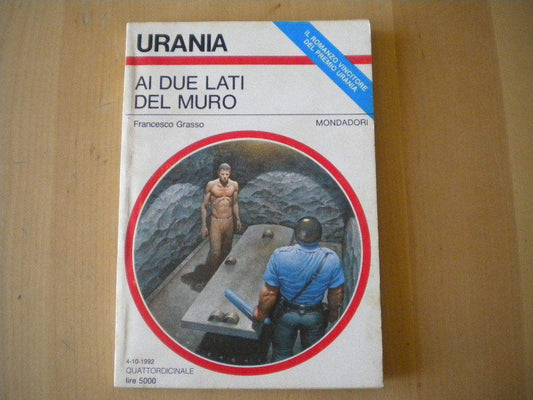 URANIA
IL ROMANZO VINCITORE
DEL PREMIO URANIA
AI DUE LATI
DEL MURO
Francesco Grasso
MONDADORI
4-10-1992
QUATTORDICINALE
lire 5000